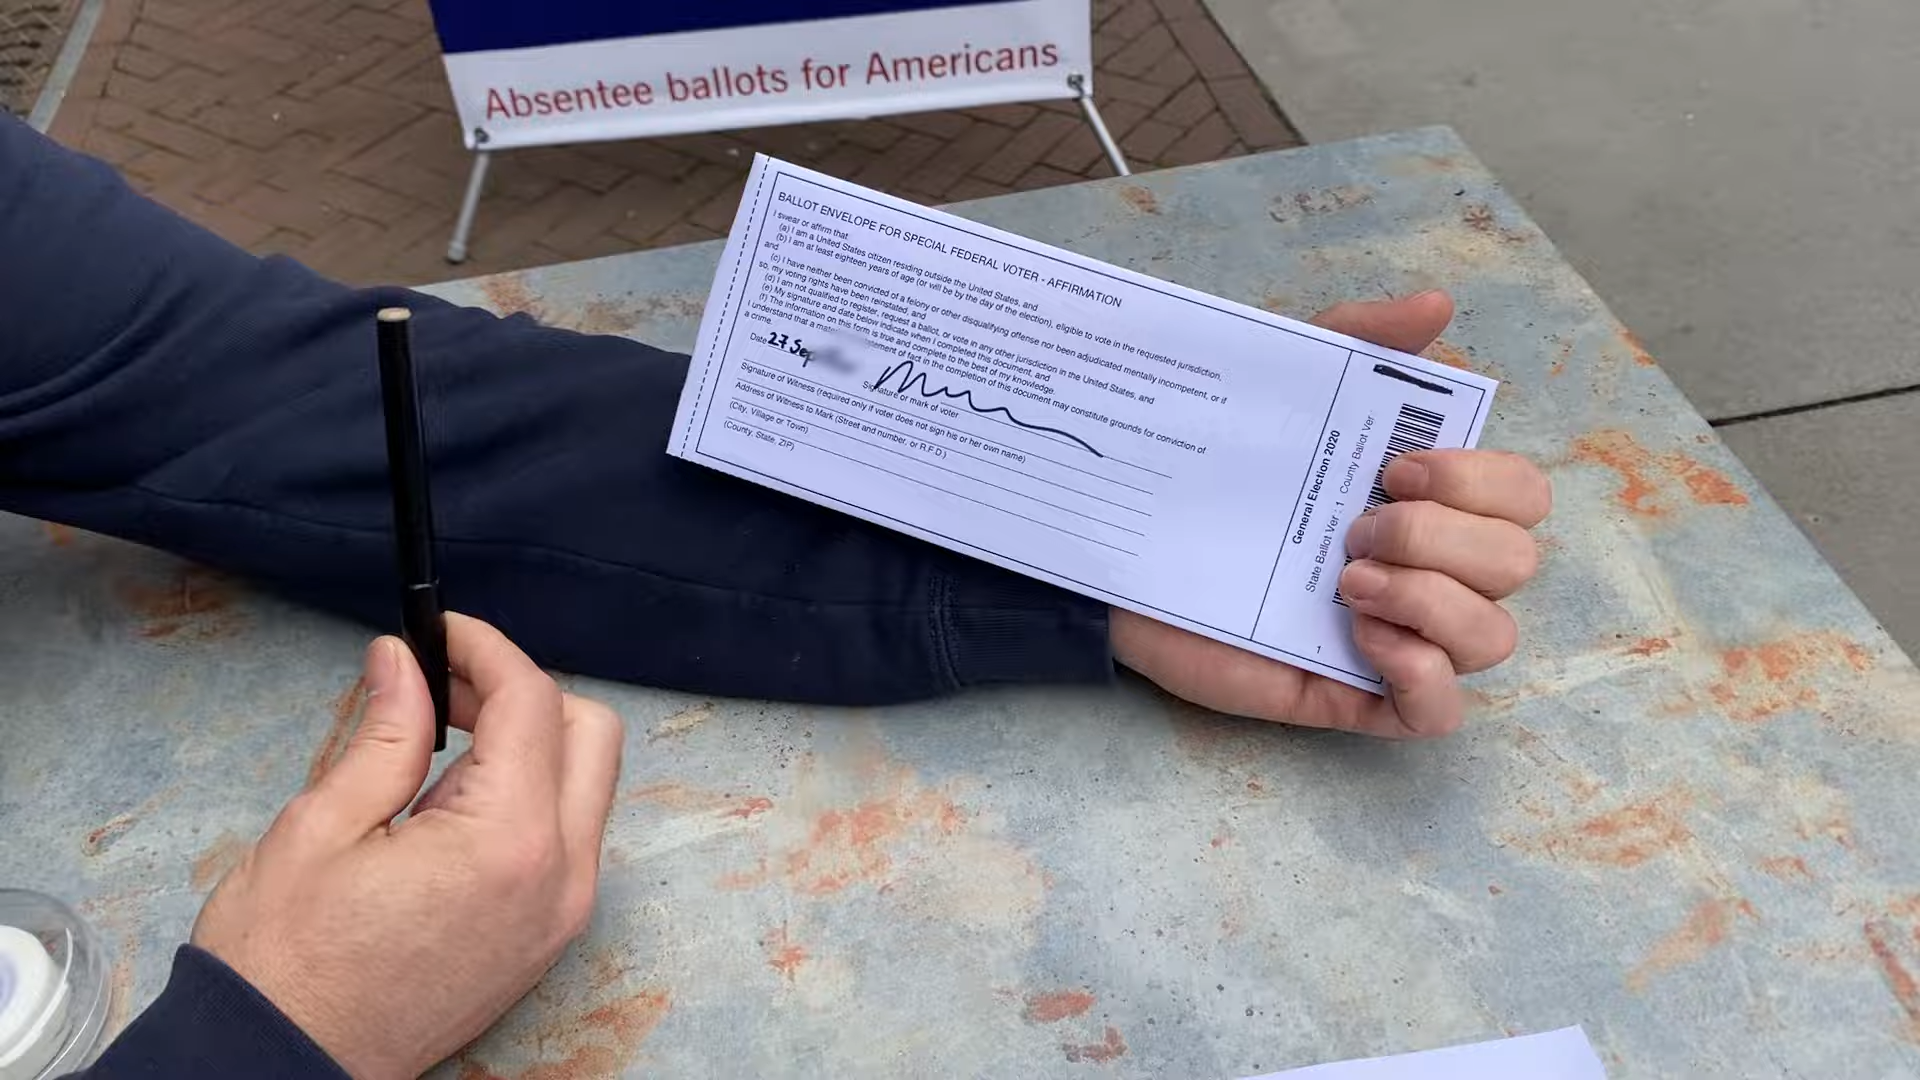 Absentee ballots for Americans
BALLOT ENVELOPE FOR SPECIAL FEDERAL VOTER - AFFIRMATION
I swear or affirm that
(a) I am a United States citizen residing outside the United States, and
(b) I am at least eighteen years of age (or will be by the day of the election), eligible to vote in the requested jurisdiction,
and
(c) I have neither been convicted of a felony or other disqualifying offense nor been adjudicated mentally incompetent, or if
so, my voting rights have been reinstated, and
(d) I am not qualified to register, request a ballot, or vote in any other jurisdiction in the United States, and
(e) My signature and date below indicate when I completed this document, and
(f) The information on this form is true and complete to the best of my knowledge.
I understand that a statement of fact in the completion of this document may constitute grounds for conviction of
a crime.
Date 27 Sep
Signature or mark of voter
Signature of Witness (required only if voter does not sign his or her own name)
Address of Witness to Mark (Street and number, or R.F.D.)
(City, Village or Town)
(County, State, ZIP)
General Election 2020
State Ballot Ver : 1 County Ballot Ver :
1